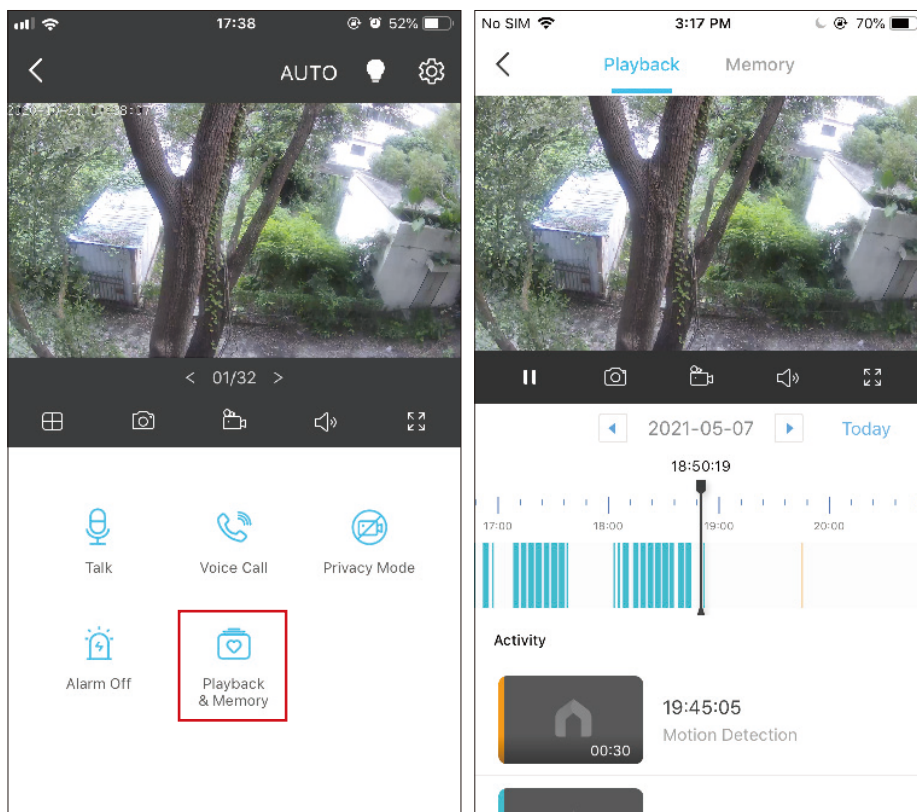 17:38
52%
AUTO
< 01/32 >
Talk
Voice Call
Privacy Mode
Alarm Off
Playback
& Memory
No SIM
3:17 PM
70%
Playback
Memory
2021-05-07
Today
18:50:19
17:00
18:00
19:00
20:00
Activity
00:30
19:45:05
Motion Detection